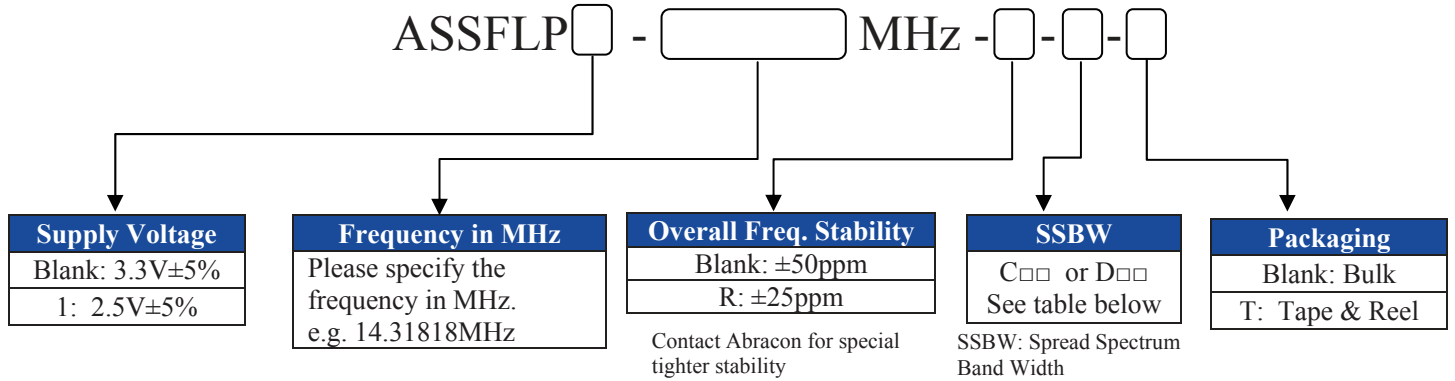 ASSFLP□ - □ MHz -□-□-□
Supply Voltage
Blank: 3.3V±5%
1: 2.5V±5%
Frequency in MHz
Please specify the
frequency in MHz.
e.g. 14.31818MHz
Overall Freq. Stability
Blank: ±50ppm
R: ±25ppm
Contact Abracon for special
tighter stability
SSBW
C□□ or D□□
See table below
SSBW: Spread Spectrum
Band Width
Packaging
Blank: Bulk
T: Tape & Reel